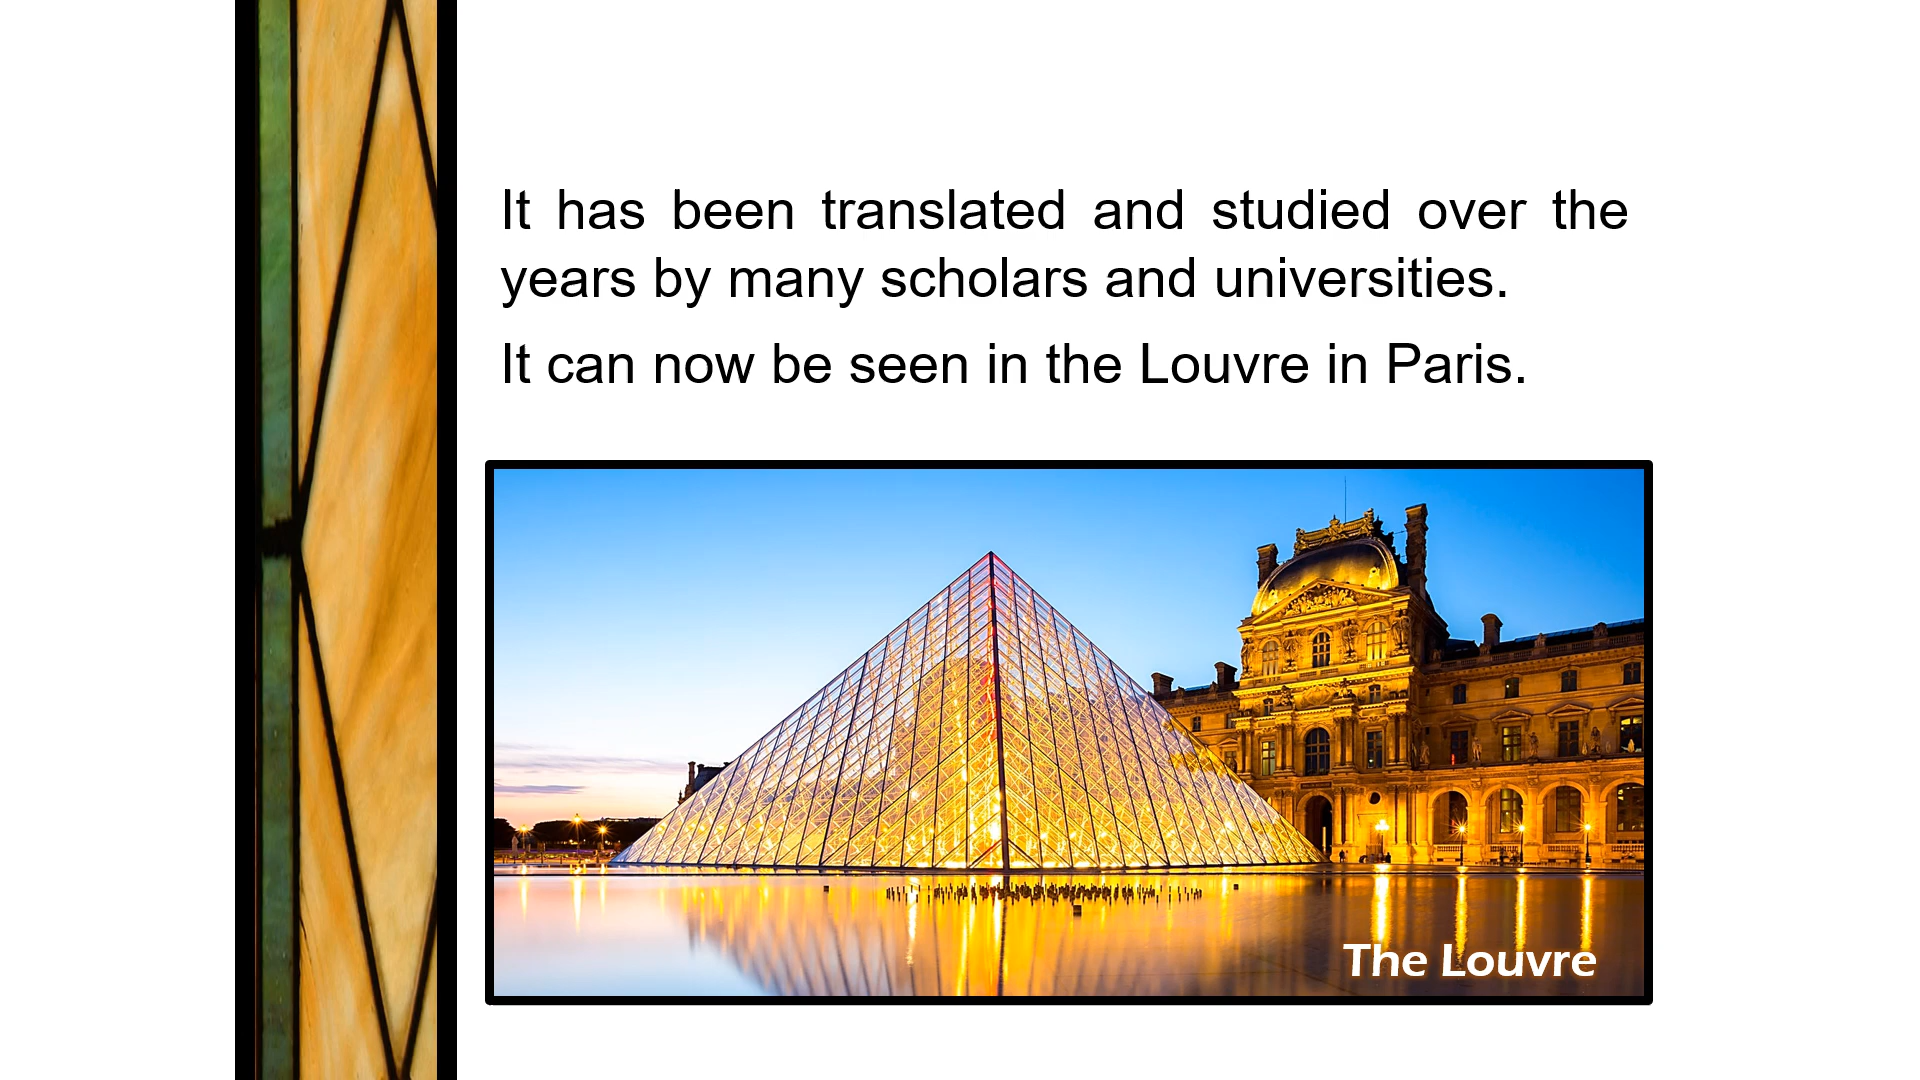 It has been translated and studied over the
years by many scholars and universities.
It can now be seen in the Louvre in Paris.
The Louvre